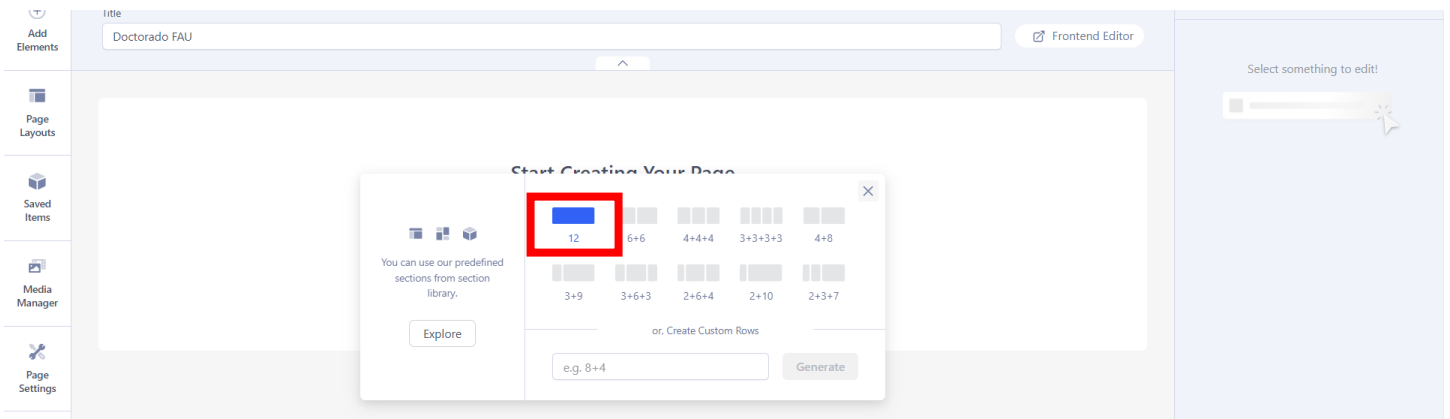 Title
Add
Elements
Doctorado FAU
Frontend Editor
Select something to edit!
Page
Layouts
Start Creating Your Page
Saved
Items
12
6+6
4+4+4
3+3+3+3
4+8
You can use our predefined
sections from section
library.
Media
Manager
3+9
3+6+3
2+6+4
2+10
2+3+7
Explore
or, Create Custom Rows
e.g. 8+4
Generate
Page
Settings